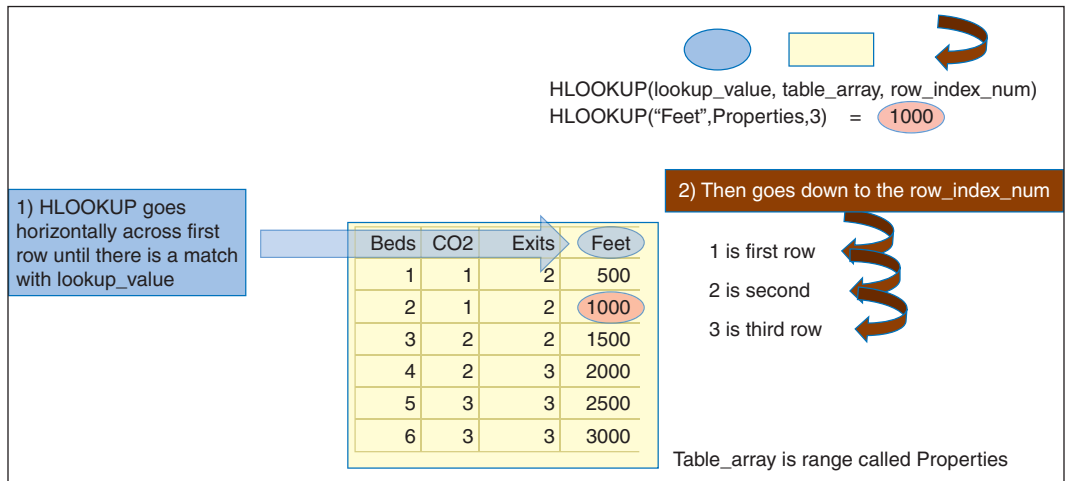 HLOOKUP(lookup_value, table_array, row_index_num)
HLOOKUP(“Feet”,Properties,3) = 1000
1) HLOOKUP goes
horizontally across first
row until there is a match
with lookup_value
2) Then goes down to the row_index_num
Beds CO2 Exits Feet
1 1 2 500
2 1 2 1000
3 2 2 1500
4 2 3 2000
5 3 3 2500
6 3 3 3000
1 is first row
2 is second
3 is third row
Table_array is range called Properties